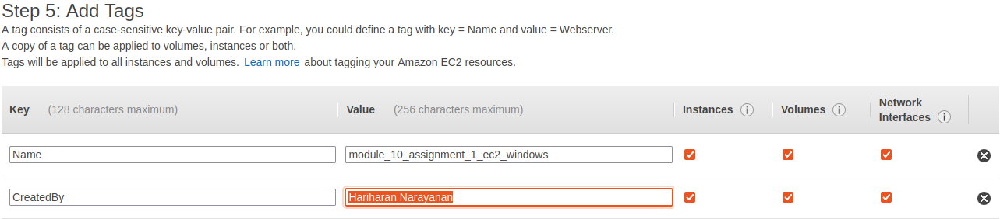 Step 5: Add Tags
A tag consists of a case-sensitive key-value pair. For example, you could define a tag with key = Name and value = Webserver.
A copy of a tag can be applied to volumes, instances or both.
Tags will be applied to all instances and volumes. Learn more about tagging your Amazon EC2 resources.
Key (128 characters maximum) Value (256 characters maximum) Instances i Volumes i Network Interfaces i
Name module_10_assignment_1_ec2_windows
CreatedBy Hariharan Narayanan